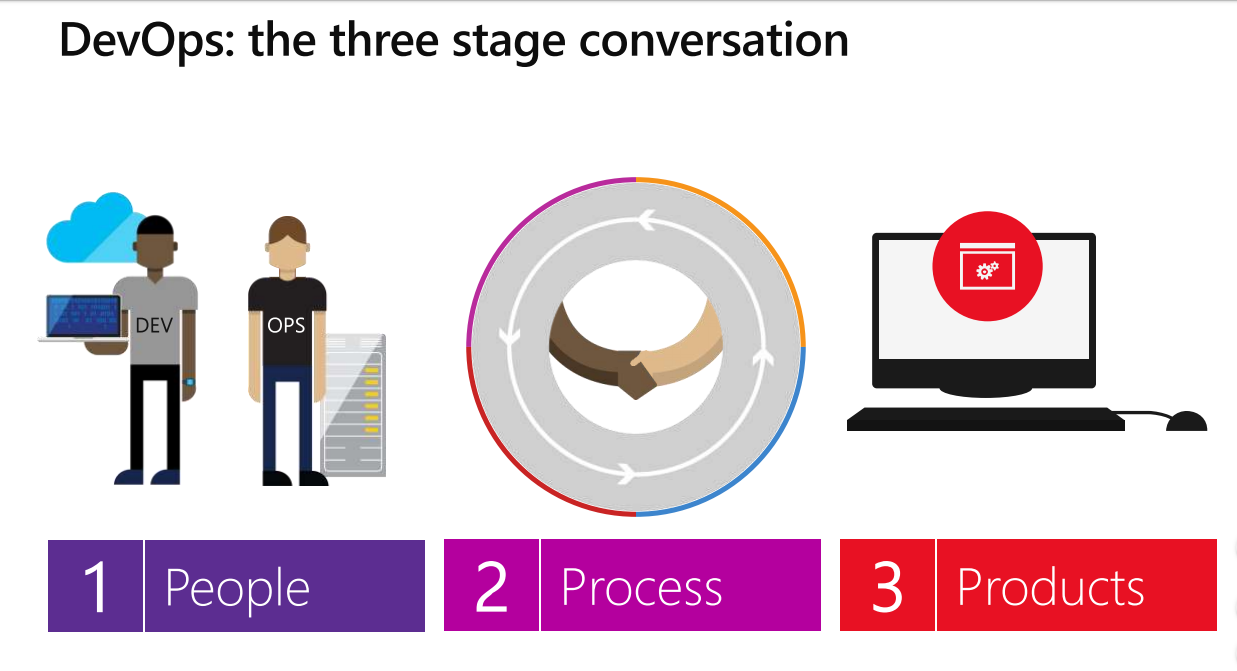 DevOps: the three stage conversation
DEV
OPS
1 People
2 Process
3 Products